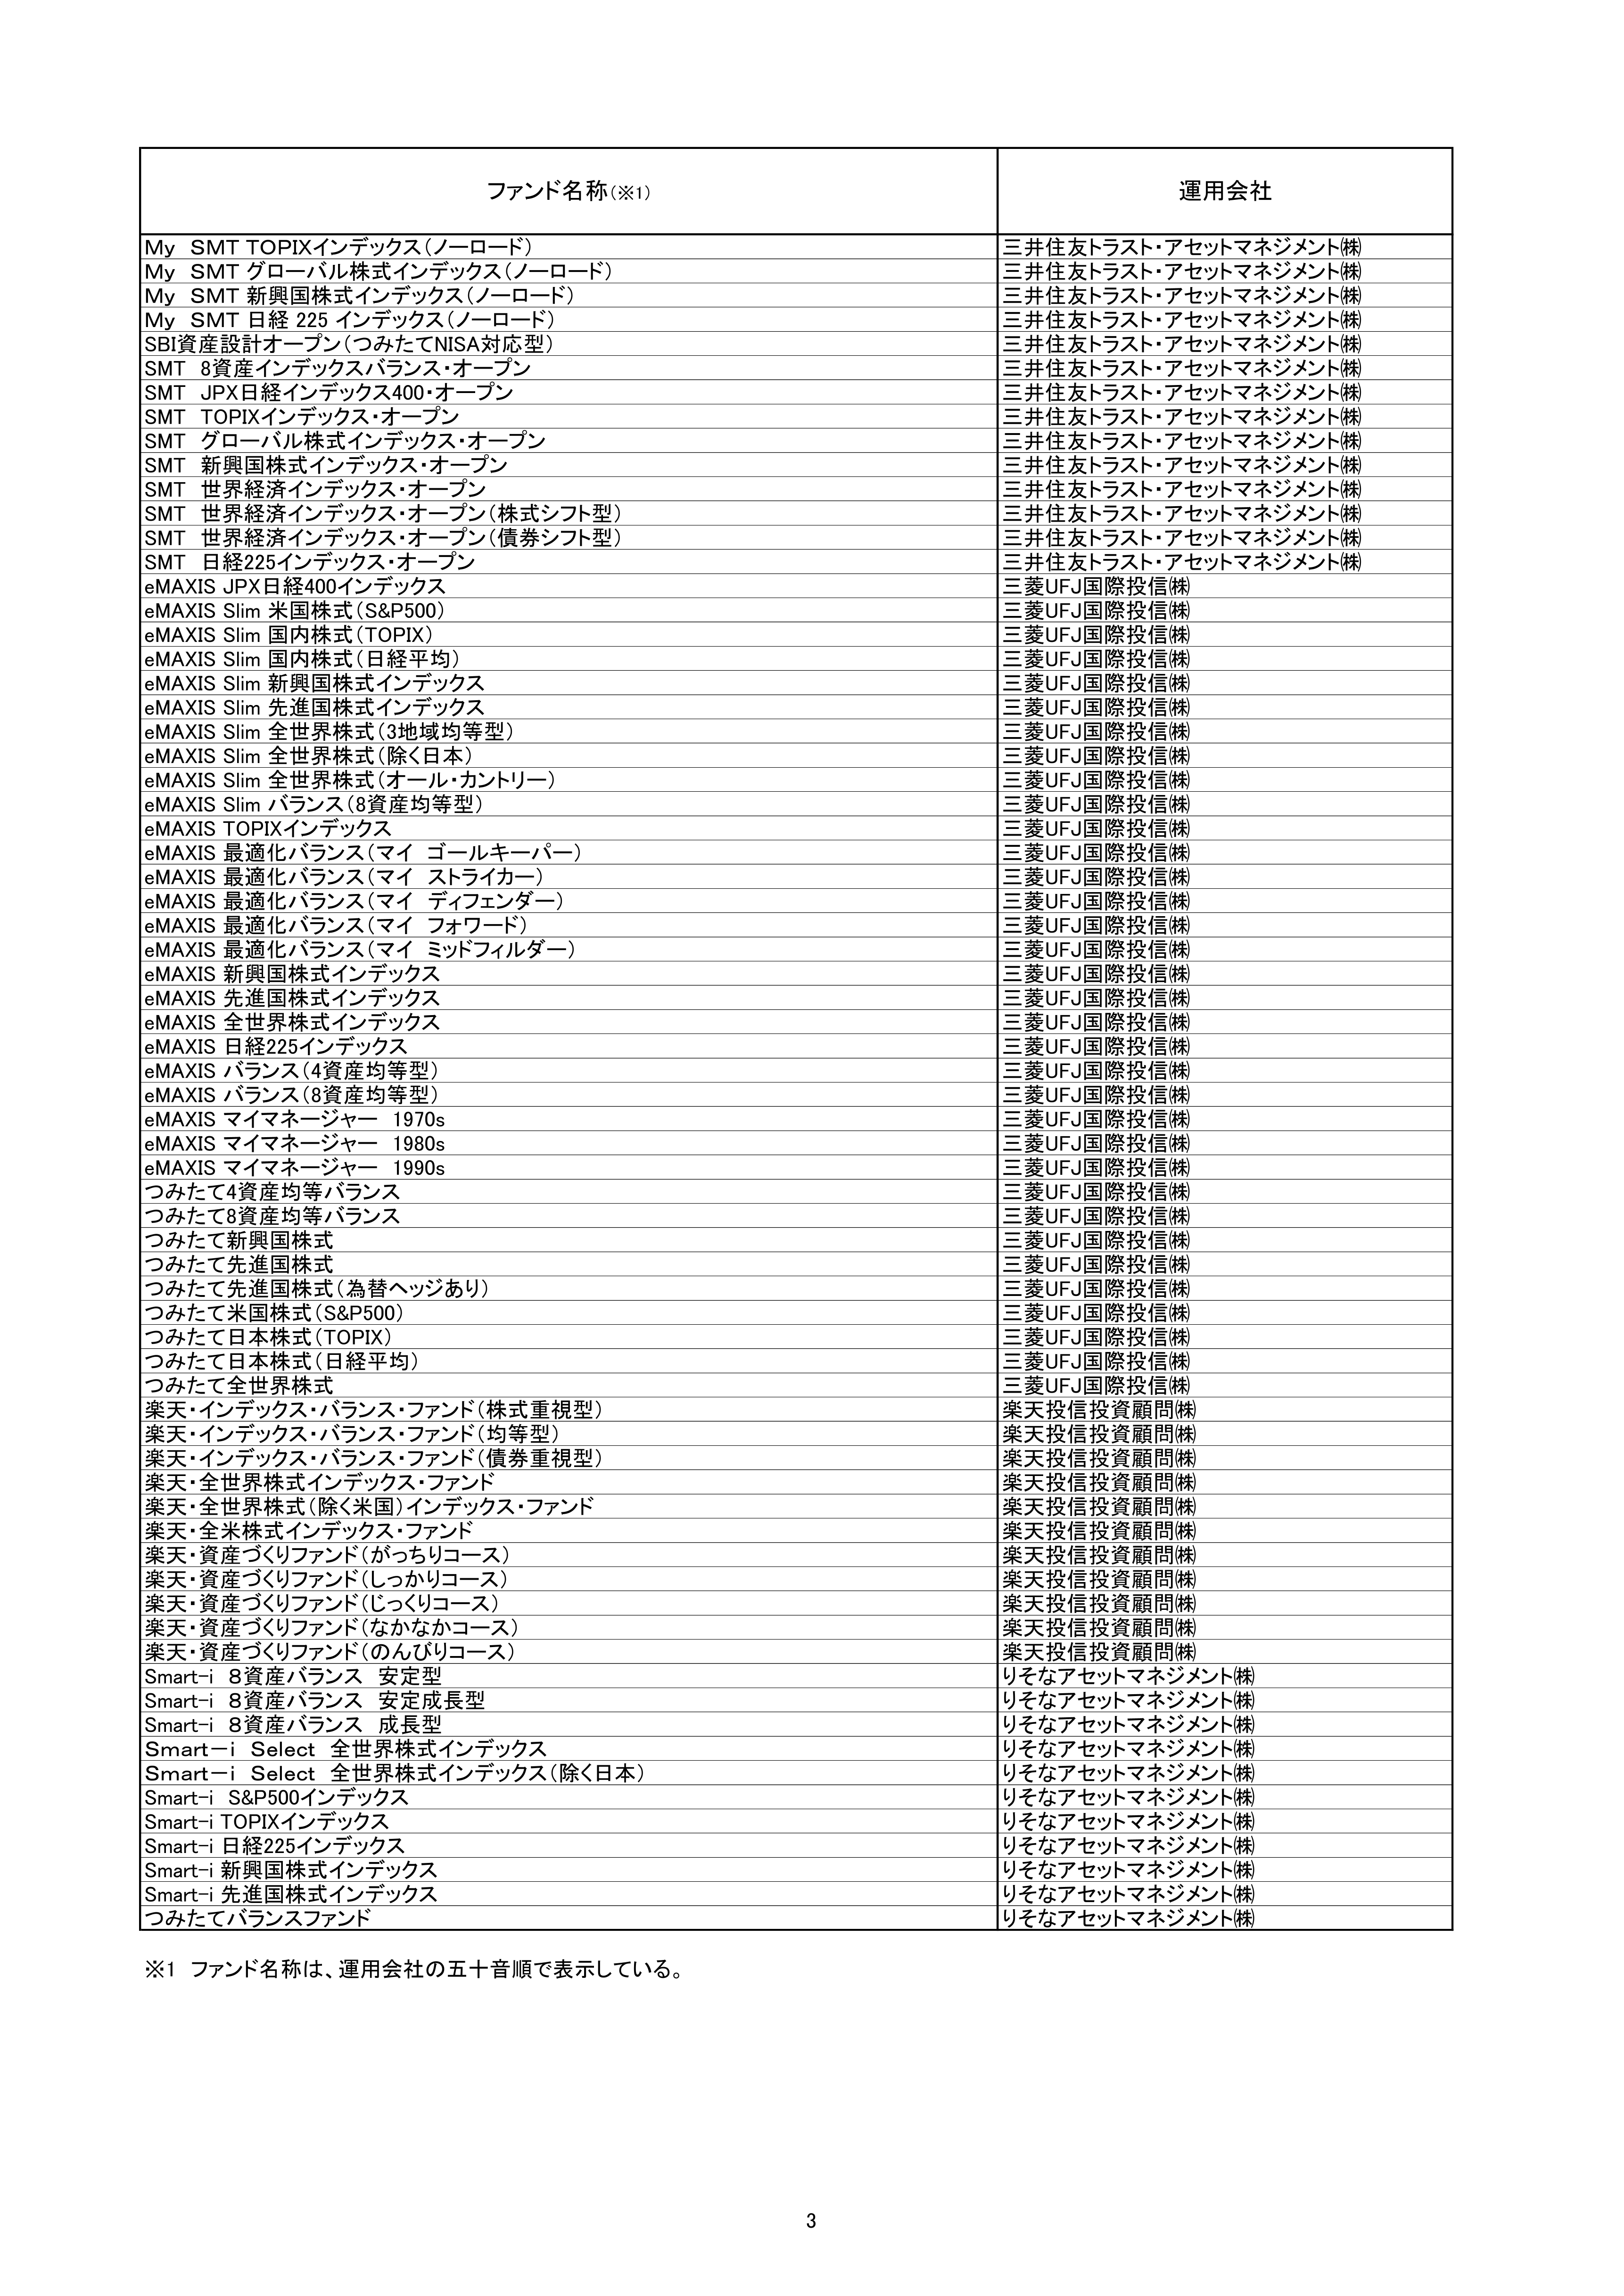 ファンド名称(※1) 運用会社
My　SMT TOPIXインデックス(ノーロード) 三井住友トラスト・アセットマネジメント㈱
My　SMT グローバル株式インデックス(ノーロード) 三井住友トラスト・アセットマネジメント㈱
My　SMT 新興国株式インデックス(ノーロード) 三井住友トラスト・アセットマネジメント㈱
My　SMT 日経 225 インデックス(ノーロード) 三井住友トラスト・アセットマネジメント㈱
SBI資産設計オープン(つみたてNISA対応型) 三井住友トラスト・アセットマネジメント㈱
SMT　8資産インデックスバランス・オープン 三井住友トラスト・アセットマネジメント㈱
SMT　JPX日経インデックス400・オープン 三井住友トラスト・アセットマネジメント㈱
SMT　TOPIXインデックス・オープン 三井住友トラスト・アセットマネジメント㈱
SMT　グローバル株式インデックス・オープン 三井住友トラスト・アセットマネジメント㈱
SMT　新興国株式インデックス・オープン 三井住友トラスト・アセットマネジメント㈱
SMT　世界経済インデックス・オープン 三井住友トラスト・アセットマネジメント㈱
SMT　世界経済インデックス・オープン(株式シフト型) 三井住友トラスト・アセットマネジメント㈱
SMT　世界経済インデックス・オープン(債券シフト型) 三井住友トラスト・アセットマネジメント㈱
SMT　日経225インデックス・オープン 三井住友トラスト・アセットマネジメント㈱
eMAXIS JPX日経400インデックス 三菱UFJ国際投信㈱
eMAXIS Slim 米国株式(S&P500) 三菱UFJ国際投信㈱
eMAXIS Slim 国内株式(TOPIX) 三菱UFJ国際投信㈱
eMAXIS Slim 国内株式(日経平均) 三菱UFJ国際投信㈱
eMAXIS Slim 新興国株式インデックス 三菱UFJ国際投信㈱
eMAXIS Slim 先進国株式インデックス 三菱UFJ国際投信㈱
eMAXIS Slim 全世界株式(3地域均等型) 三菱UFJ国際投信㈱
eMAXIS Slim 全世界株式(除く日本) 三菱UFJ国際投信㈱
eMAXIS Slim 全世界株式(オール・カントリー) 三菱UFJ国際投信㈱
eMAXIS Slim バランス(8資産均等型) 三菱UFJ国際投信㈱
eMAXIS TOPIXインデックス 三菱UFJ国際投信㈱
eMAXIS 最適化バランス(マイ　ゴールキーパー) 三菱UFJ国際投信㈱
eMAXIS 最適化バランス(マイ　ストライカー) 三菱UFJ国際投信㈱
eMAXIS 最適化バランス(マイ　ディフェンダー) 三菱UFJ国際投信㈱
eMAXIS 最適化バランス(マイ　フォワード) 三菱UFJ国際投信㈱
eMAXIS 最適化バランス(マイ　ミッドフィルダー) 三菱UFJ国際投信㈱
eMAXIS 新興国株式インデックス 三菱UFJ国際投信㈱
eMAXIS 先進国株式インデックス 三菱UFJ国際投信㈱
eMAXIS 全世界株式インデックス 三菱UFJ国際投信㈱
eMAXIS 日経225インデックス 三菱UFJ国際投信㈱
eMAXIS バランス(4資産均等型) 三菱UFJ国際投信㈱
eMAXIS バランス(8資産均等型) 三菱UFJ国際投信㈱
eMAXIS マイマネージャー　1970s 三菱UFJ国際投信㈱
eMAXIS マイマネージャー　1980s 三菱UFJ国際投信㈱
eMAXIS マイマネージャー　1990s 三菱UFJ国際投信㈱
つみたて4資産均等バランス 三菱UFJ国際投信㈱
つみたて8資産均等バランス 三菱UFJ国際投信㈱
つみたて新興国株式 三菱UFJ国際投信㈱
つみたて先進国株式 三菱UFJ国際投信㈱
つみたて先進国株式(為替ヘッジあり) 三菱UFJ国際投信㈱
つみたて米国株式(S&P500) 三菱UFJ国際投信㈱
つみたて日本株式(TOPIX) 三菱UFJ国際投信㈱
つみたて日本株式(日経平均) 三菱UFJ国際投信㈱
つみたて全世界株式 三菱UFJ国際投信㈱
楽天・インデックス・バランス・ファンド(株式重視型) 楽天投信投資顧問㈱
楽天・インデックス・バランス・ファンド(均等型) 楽天投信投資顧問㈱
楽天・インデックス・バランス・ファンド(債券重視型) 楽天投信投資顧問㈱
楽天・全世界株式インデックス・ファンド 楽天投信投資顧問㈱
楽天・全世界株式(除く米国)インデックス・ファンド 楽天投信投資顧問㈱
楽天・全米株式インデックス・ファンド 楽天投信投資顧問㈱
楽天・資産づくりファンド(がっちりコース) 楽天投信投資顧問㈱
楽天・資産づくりファンド(しっかりコース) 楽天投信投資顧問㈱
楽天・資産づくりファンド(じっくりコース) 楽天投信投資顧問㈱
楽天・資産づくりファンド(なかなかコース) 楽天投信投資顧問㈱
楽天・資産づくりファンド(のんびりコース) 楽天投信投資顧問㈱
Smart-i　8資産バランス　安定型 りそなアセットマネジメント㈱
Smart-i　8資産バランス　安定成長型 りそなアセットマネジメント㈱
Smart-i　8資産バランス　成長型 りそなアセットマネジメント㈱
Smart－i　Select　全世界株式インデックス りそなアセットマネジメント㈱
Smart－i　Select　全世界株式インデックス(除く日本) りそなアセットマネジメント㈱
Smart-i　S&P500インデックス りそなアセットマネジメント㈱
Smart-i TOPIXインデックス りそなアセットマネジメント㈱
Smart-i 日経225インデックス りそなアセットマネジメント㈱
Smart-i 新興国株式インデックス りそなアセットマネジメント㈱
Smart-i 先進国株式インデックス りそなアセットマネジメント㈱
つみたてバランスファンド りそなアセットマネジメント㈱
※1　ファンド名称は、運用会社の五十音順で表示している。
3